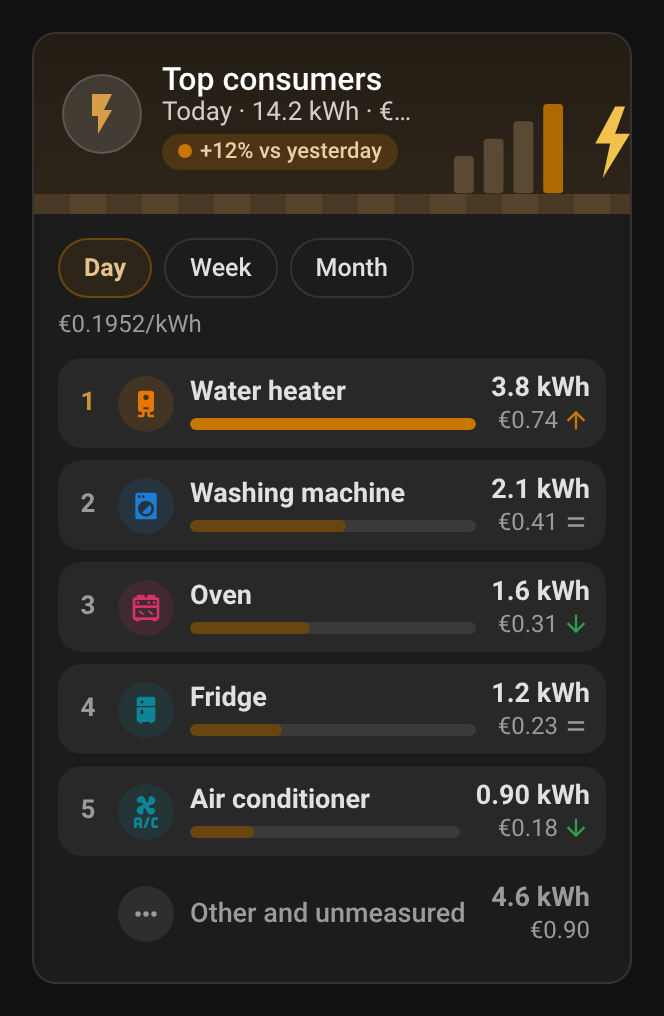 Top consumers
Today · 14.2 kWh · €…
+12% vs yesterday
Day
Week
Month
€0.1952/kWh
1
Water heater
3.8 kWh
€0.74
2
Washing machine
2.1 kWh
€0.41
3
Oven
1.6 kWh
€0.31
4
Fridge
1.2 kWh
€0.23
5
A/C
Air conditioner
0.90 kWh
€0.18
Other and unmeasured
4.6 kWh
€0.90